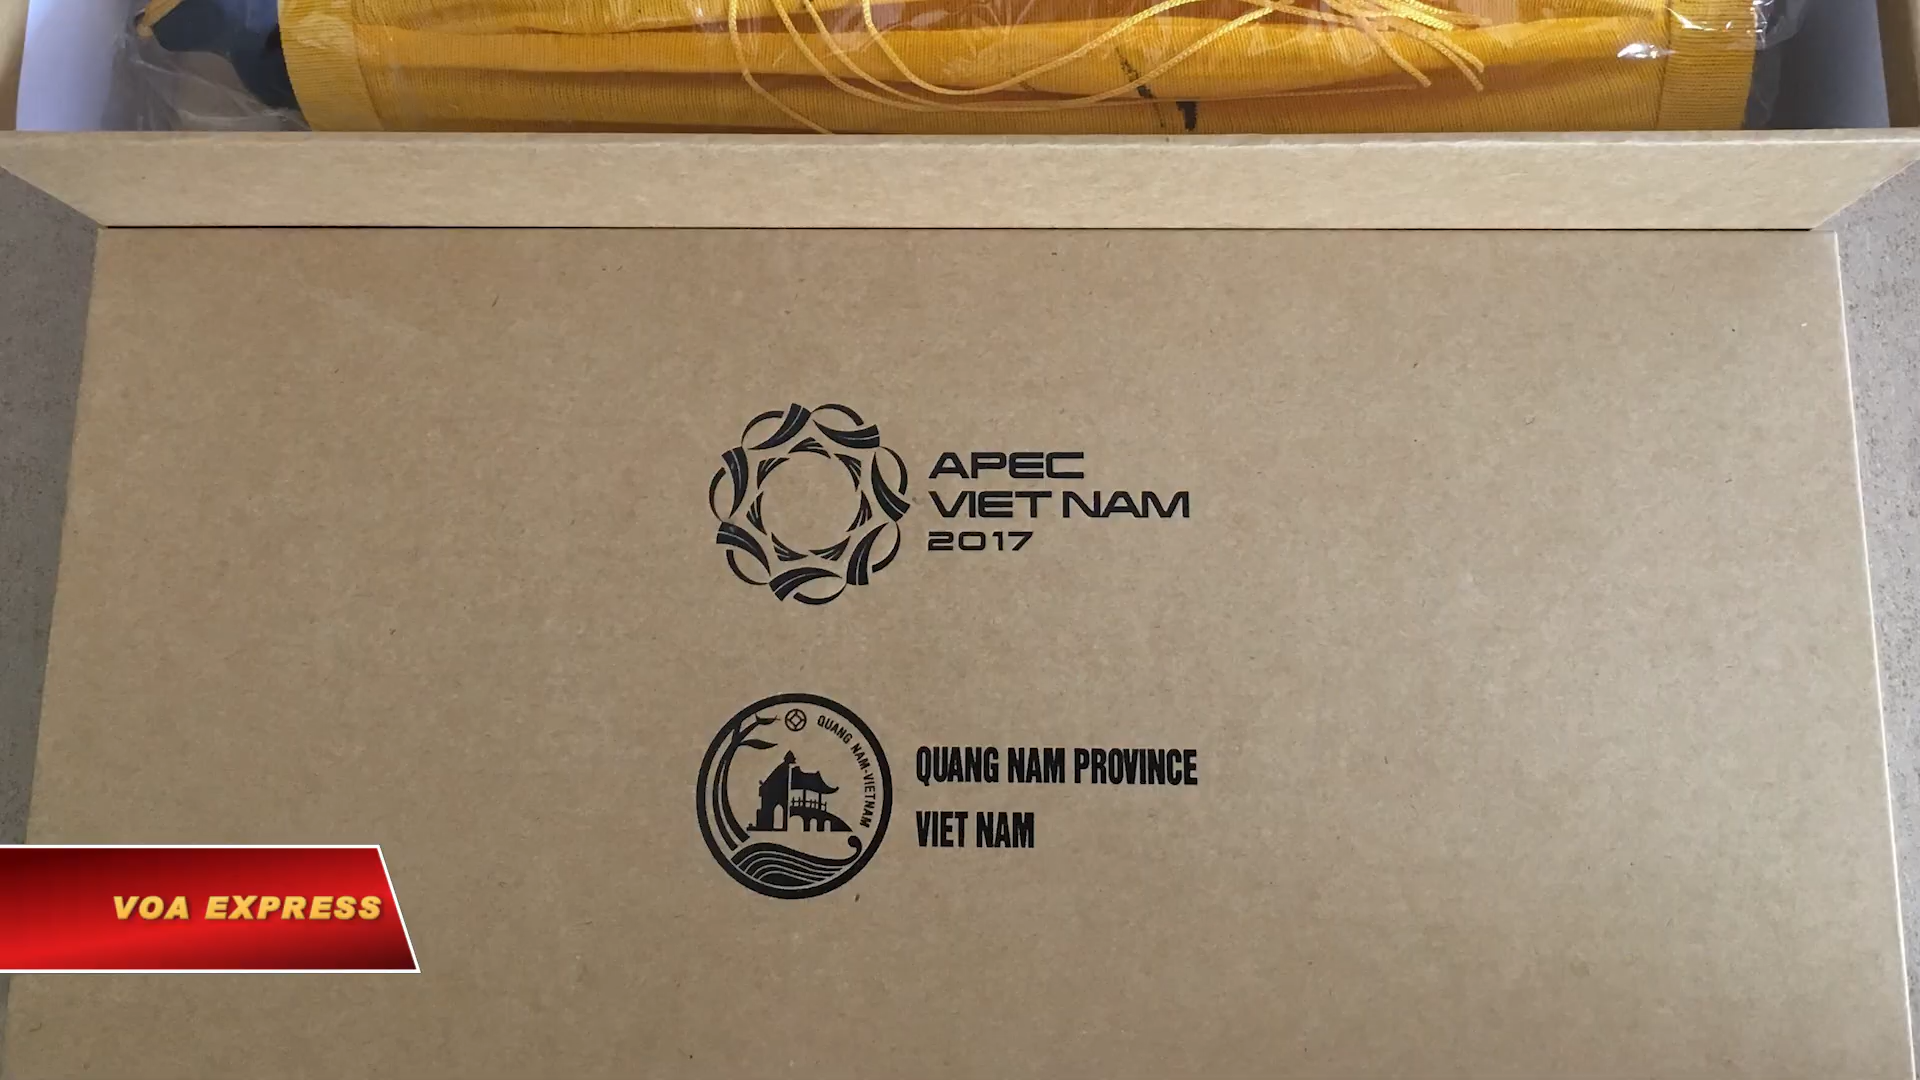 APEC
VIET NAM
2017
QUANG NAM-VIETNAM
QUANG NAM PROVINCE
VIET NAM
VOA EXPRESS